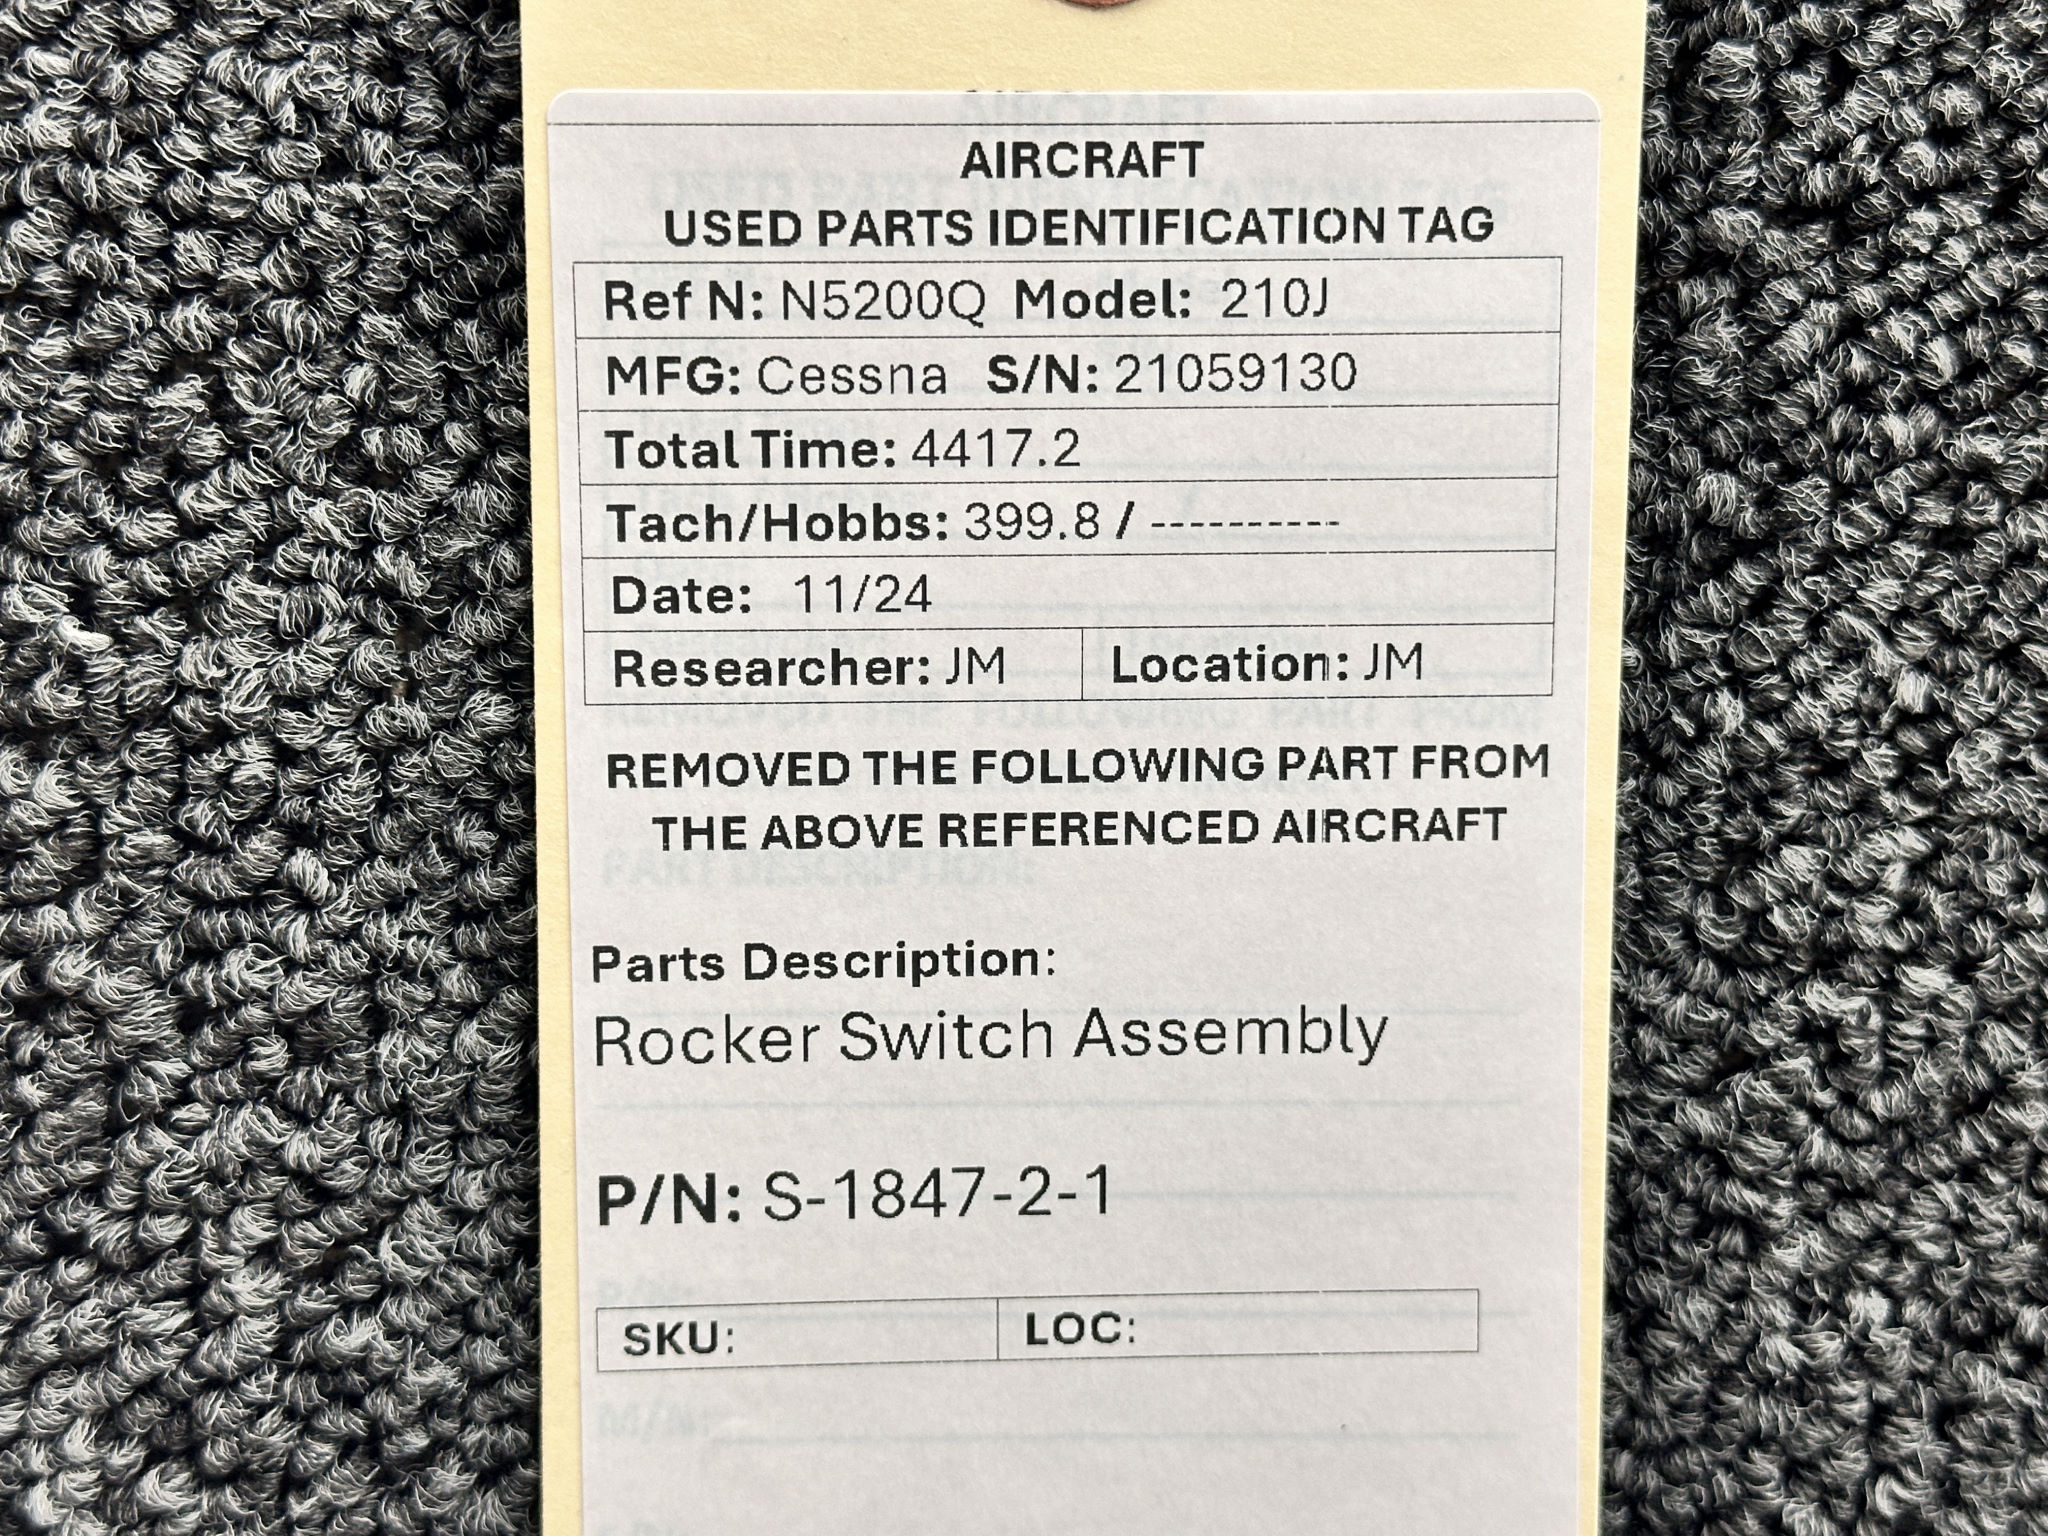 AIRCRAFT
USED PARTS IDENTIFICATION TAG
Ref N: N5200Q Model: 210J
MFG: Cessna S/N: 21059130
Total Time: 4417.2
Tach/Hobbs: 399.8 / ----------
Date: 11/24
Researcher: JM Location: JM
REMOVED THE FOLLOWING PART FROM
THE ABOVE REFERENCED AIRCRAFT
Parts Description:
Rocker Switch Assembly
P/N: S-1847-2-1
SKU: LOC: